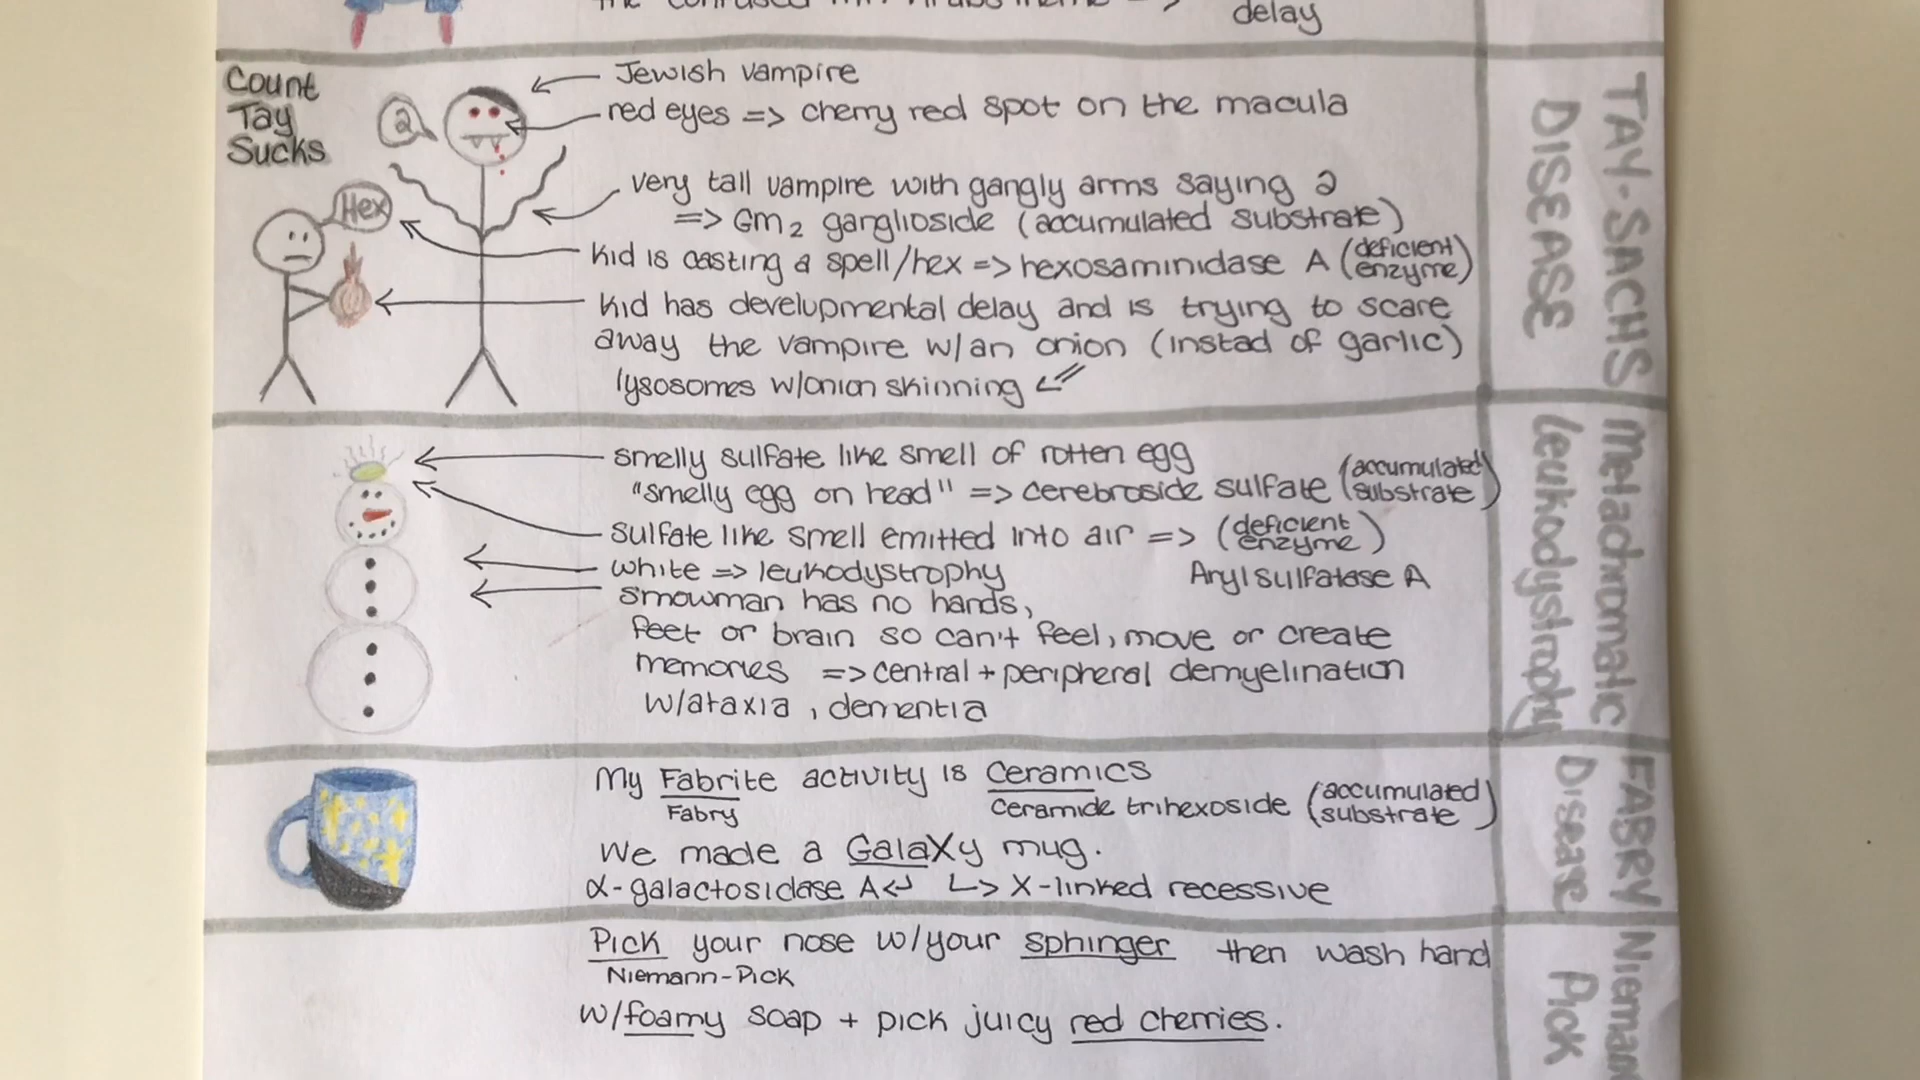 delay
Count
Tay
Sucks
2
Hex
Jewish vampire
red eyes => cherry red spot on the macula
very tall vampire with gangly arms saying 2
=> Gm2 ganglioside (accumulated substrate)
Kid is casting a spell/hex => hexosaminidase A (deficient enzyme)
Kid has developmental delay and is trying to scare
away the vampire w/an onion (instad of garlic)
lysosomes w/onion skinning
TAY-SACHS
DISEASE
smelly sulfate like smell of rotten egg
"smelly egg on head" => cerebroside sulfate (accumulated substrate)
sulfate like smell emitted into air => (deficient enzyme)
white => leukodystrophy Arylsulfatase A
snowman has no hands,
feet or brain so can't feel, move or create
memories => central + peripheral demyelination
w/ataxia, dementia
Metachromatic
leukodystrophy
My Fabrite activity is Ceramics
Fabry Ceramide trihexoside (accumulated substrate)
We made a GalaXy mug.
α-galactosidase A X-linked recessive
FABRY
Disease
Pick your nose w/your sphinger then wash hand
Niemann-Pick
w/foamy soap + pick juicy red cherries.
Niemann
Pick